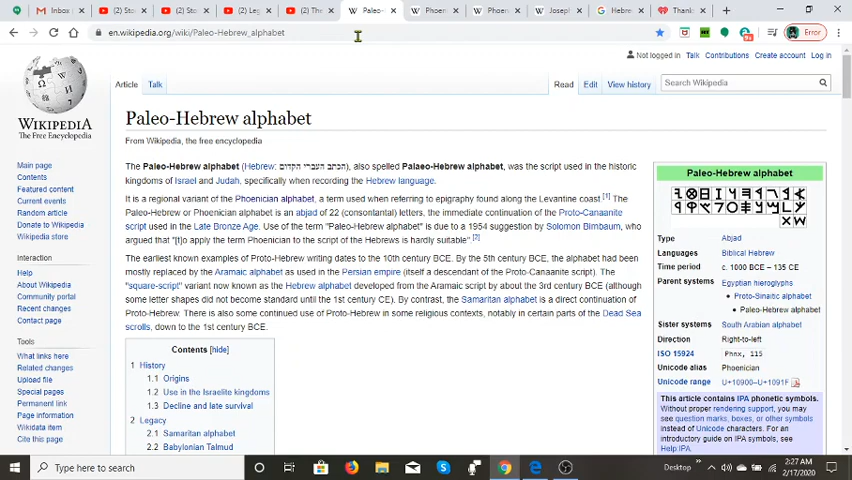 Inbox
(2) Sto
(2) Sto
(2) Leg
(2) The
Paleo-
Phoen
Phoen
Joseph
Hebre
Thank
en.wikipedia.org/wiki/Paleo-Hebrew_alphabet
Error
Not logged in Talk Contributions Create account Log in
Article Talk
Read Edit View history
Search Wikipedia
WIKIPEDIA
The Free Encyclopedia
Main page
Contents
Featured content
Current events
Random article
Donate to Wikipedia
Wikipedia store
Interaction
Help
About Wikipedia
Community portal
Recent changes
Contact page
Tools
What links here
Related changes
Upload file
Special pages
Permanent link
Page information
Wikidata item
Cite this page
Paleo-Hebrew alphabet
From Wikipedia, the free encyclopedia
The Paleo-Hebrew alphabet (Hebrew: הכתב העברי הקדום), also spelled Palaeo-Hebrew alphabet, was the script used in the historic
kingdoms of Israel and Judah, specifically when recording the Hebrew language.
It is a regional variant of the Phoenician alphabet, a term used when referring to epigraphy found along the Levantine coast.[1] The
Paleo-Hebrew or Phoenician alphabet is an abjad of 22 (consonantal) letters, the immediate continuation of the Proto-Canaanite
script used in the Late Bronze Age. Use of the term "Paleo-Hebrew alphabet" is due to a 1954 suggestion by Solomon Birnbaum, who
argued that "[t]o apply the term Phoenician to the script of the Hebrews is hardly suitable".[2]
The earliest known examples of Proto-Hebrew writing dates to the 10th century BCE. By the 5th century BCE, the alphabet had been
mostly replaced by the Aramaic alphabet as used in the Persian empire (itself a descendant of the Proto-Canaanite script). The
"square-script" variant now known as the Hebrew alphabet developed from the Aramaic script by about the 3rd century BCE (although
some letter shapes did not become standard until the 1st century CE). By contrast, the Samaritan alphabet is a direct continuation of
Proto-Hebrew. There is also some continued use of Proto-Hebrew in some religious contexts, notably in certain parts of the Dead Sea
scrolls, down to the 1st century BCE.
Contents [hide]
1 History
1.1 Origins
1.2 Use in the Israelite kingdoms
1.3 Decline and late survival
2 Legacy
2.1 Samaritan alphabet
2.2 Babylonian Talmud
Paleo-Hebrew alphabet
Type Abjad
Languages Biblical Hebrew
Time period c. 1000 BCE – 135 CE
Parent systems Egyptian hieroglyphs
• Proto-Sinaitic alphabet
• Paleo-Hebrew alphabet
Sister systems South Arabian alphabet
Direction Right-to-left
ISO 15924 Phnx, 115
Unicode alias Phoenician
Unicode range U+10900–U+1091F
This article contains IPA phonetic symbols.
Without proper rendering support, you may
see question marks, boxes, or other symbols
instead of Unicode characters. For an
introductory guide on IPA symbols, see
Help:IPA.
Type here to search
Desktop
2:27 AM
2/17/2020